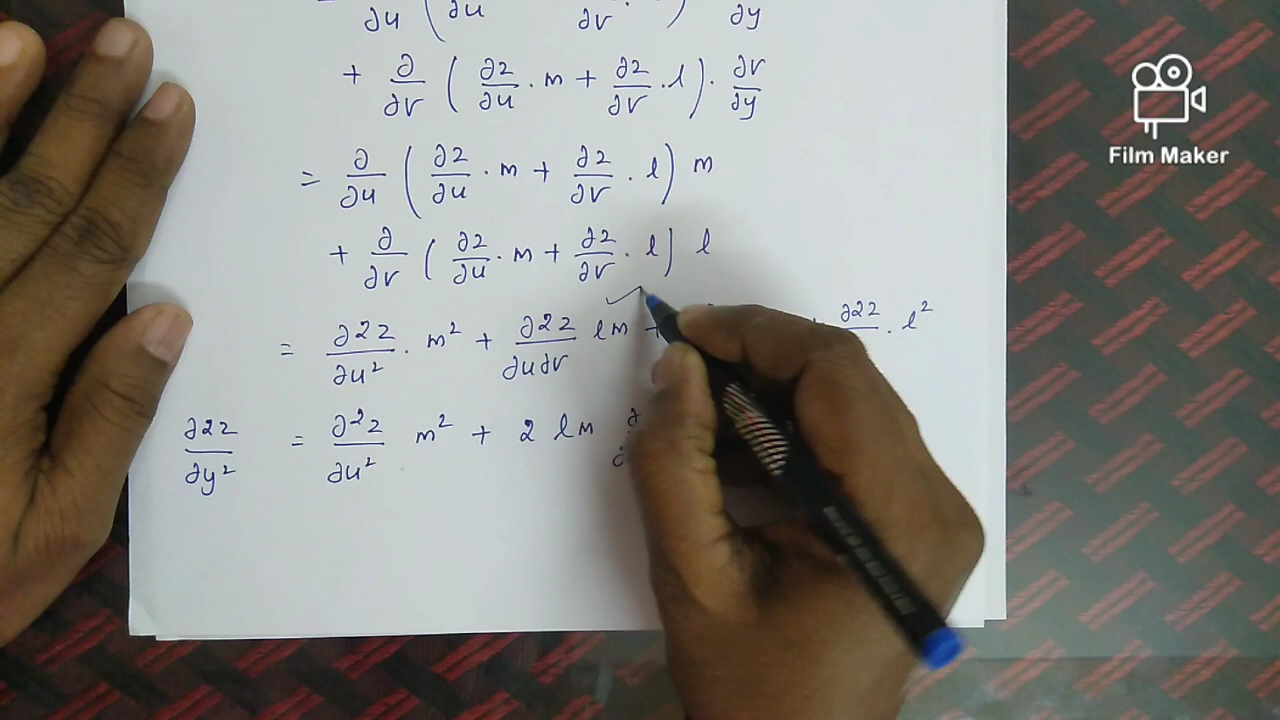 ∂u ( ∂u ∂v ) ∂y
+ ∂/∂v ( ∂z/∂u · m + ∂z/∂v · l ) · ∂v/∂y
= ∂/∂u ( ∂z/∂u · m + ∂z/∂v · l ) m
+ ∂/∂v ( ∂z/∂u · m + ∂z/∂v · l ) l
= ∂2z/∂u² · m² + ∂2z/∂u∂v lm + + ∂2z · l²
∂2z/∂y² = ∂²z/∂u² m² + 2 lm ∂
Film Maker